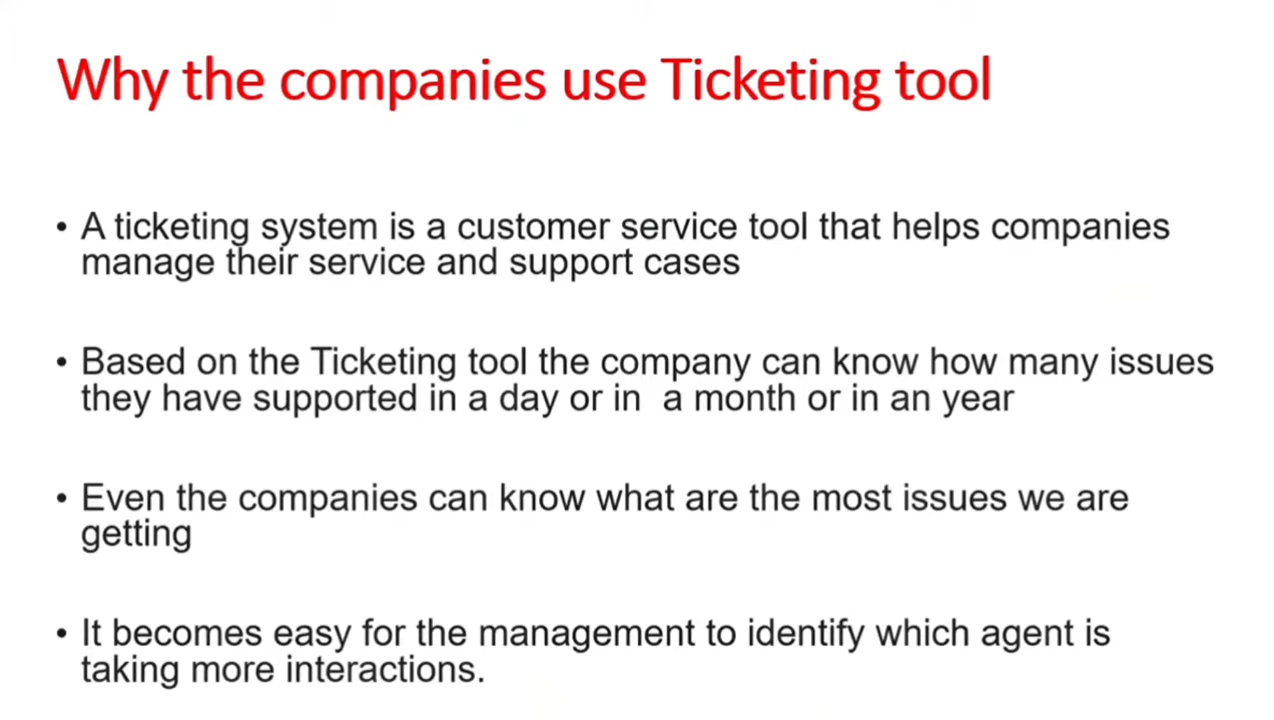 Why the companies use Ticketing tool
• A ticketing system is a customer service tool that helps companies
manage their service and support cases
• Based on the Ticketing tool the company can know how many issues
they have supported in a day or in  a month or in an year
• Even the companies can know what are the most issues we are
getting
• It becomes easy for the management to identify which agent is
taking more interactions.